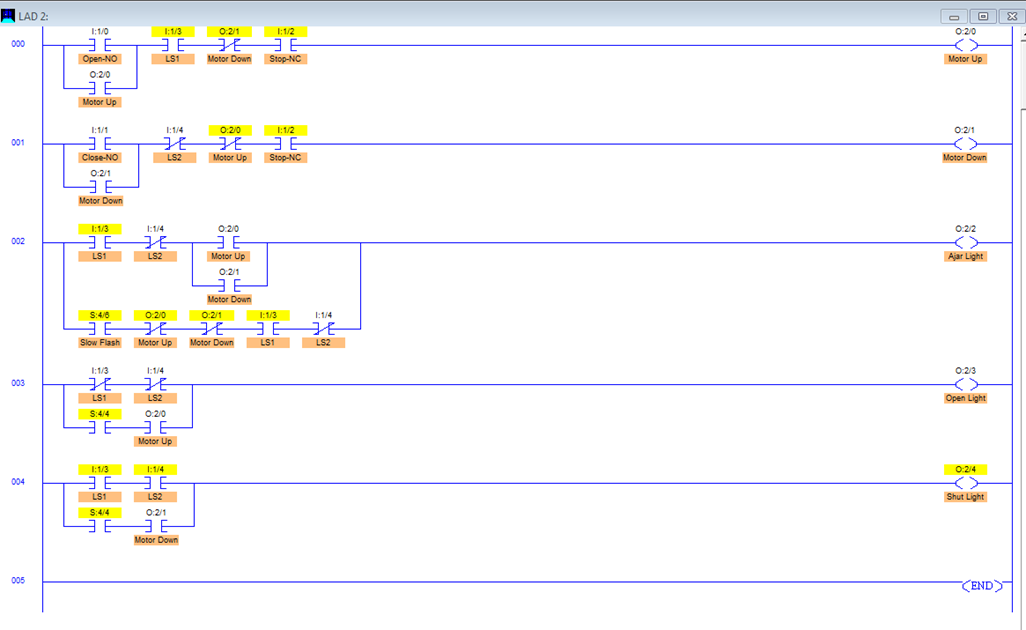 LAD 2:
I:1/0 I:1/3 O:2/1 I:1/2 O:2/0
000
Open-NO LS1 Motor Down Stop-NC Motor Up
O:2/0
Motor Up
I:1/1 I:1/4 O:2/0 I:1/2 O:2/1
001
Close-NO LS2 Motor Up Stop-NC Motor Down
O:2/1
Motor Down
I:1/3 I:1/4 O:2/0 O:2/2
002
LS1 LS2 Motor Up Ajar Light
O:2/1
Motor Down
S:4/6 O:2/0 O:2/1 I:1/3 I:1/4
Slow Flash Motor Up Motor Down LS1 LS2
I:1/3 I:1/4 O:2/3
003
LS1 LS2 Open Light
S:4/4 O:2/0
Motor Up
I:1/3 I:1/4 O:2/4
004
LS1 LS2 Shut Light
S:4/4 O:2/1
Motor Down
005
END